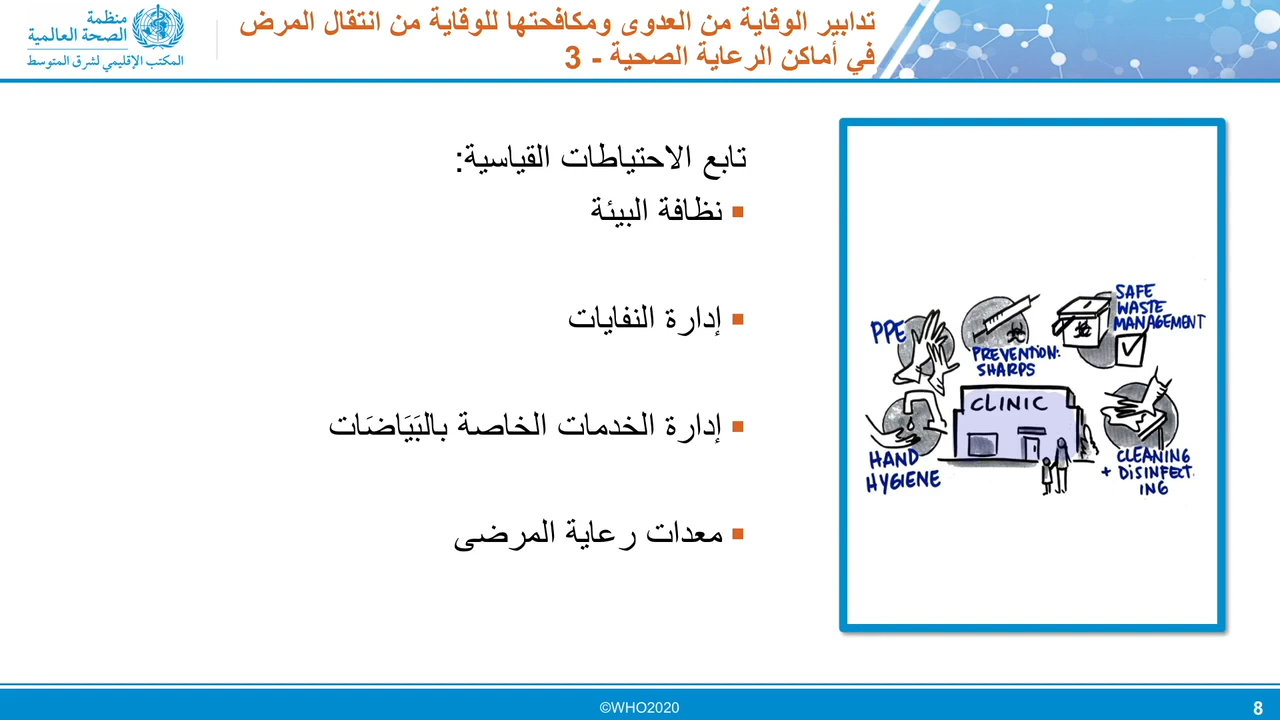 تدابير الوقاية من العدوى ومكافحتها للوقاية من انتقال المرض
في أماكن الرعاية الصحية - 3
منظمة
الصحة العالمية
المكتب الإقليمي لشرق المتوسط
تابع الاحتياطات القياسية:
نظافة البيئة
إدارة النفايات
إدارة الخدمات الخاصة بالبَيَاضَات
معدات رعاية المرضى
PPE
PREVENTION:
SHARPS
SAFE
WASTE
MANAGEMENT
CLINIC
HAND
HYGIENE
CLEANING
+ DISINFECT
ING
©WHO2020
8